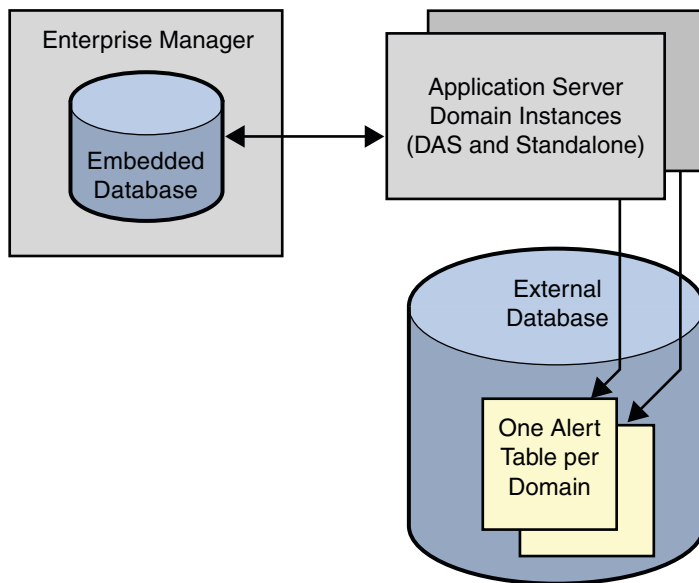 Enterprise Manager
Embedded
Database
Application Server
Domain Instances
(DAS and Standalone)
External
Database
One Alert
Table per
Domain